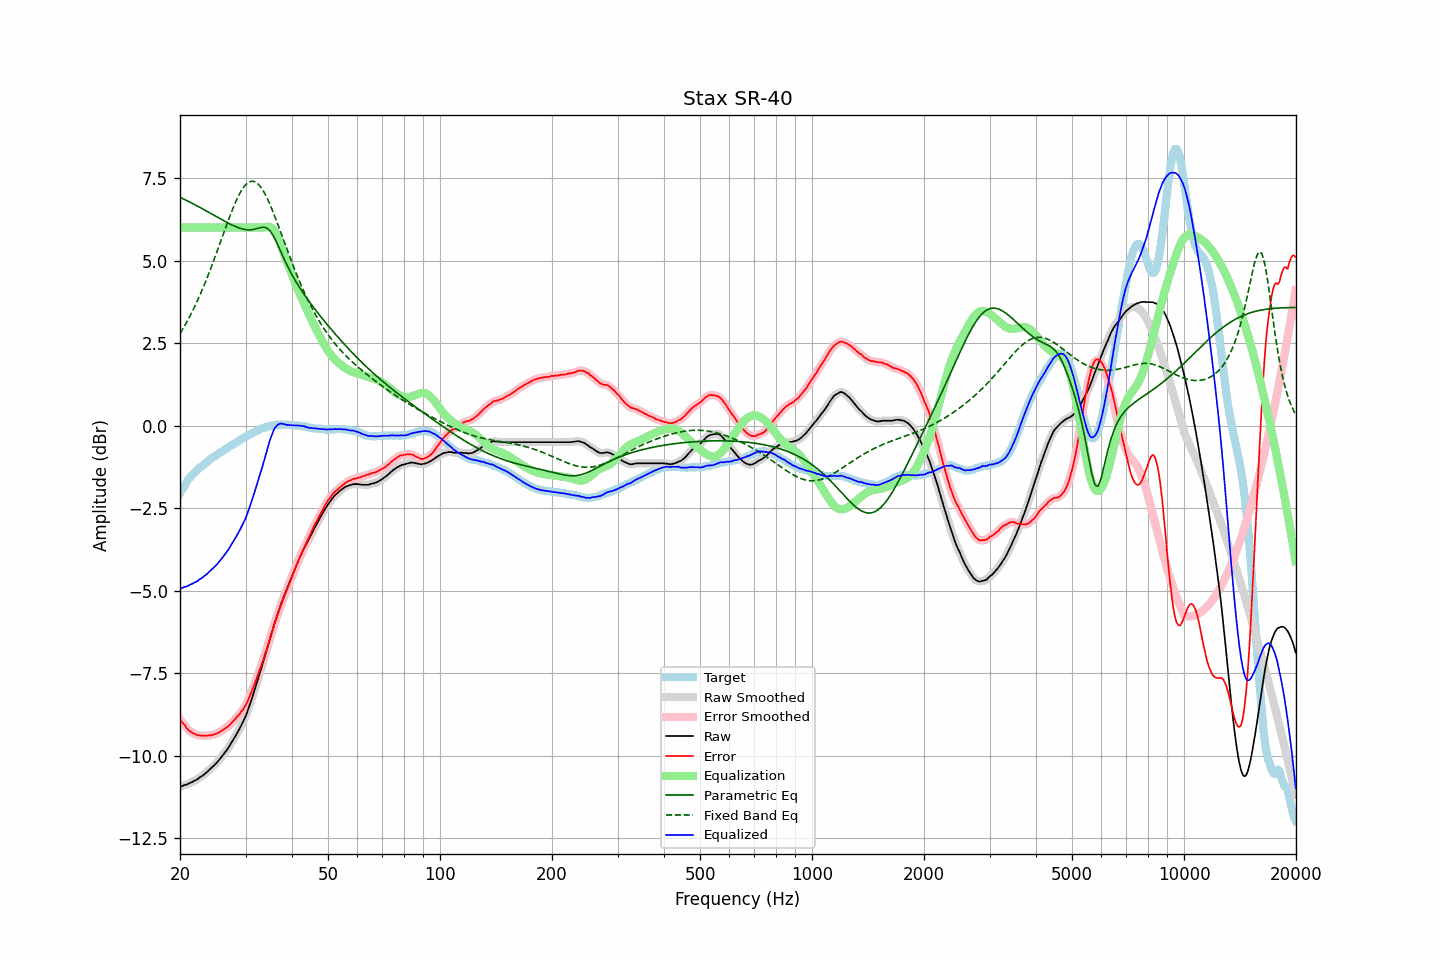 Stax SR-40
Amplitude (dBr)
7.5
5.0
2.5
0.0
−2.5
−5.0
−7.5
−10.0
−12.5
Target
Raw Smoothed
Error Smoothed
Raw
Error
Equalization
Parametric Eq
Fixed Band Eq
Equalized
20 50 100 200 500 1000 2000 5000 10000 20000
Frequency (Hz)